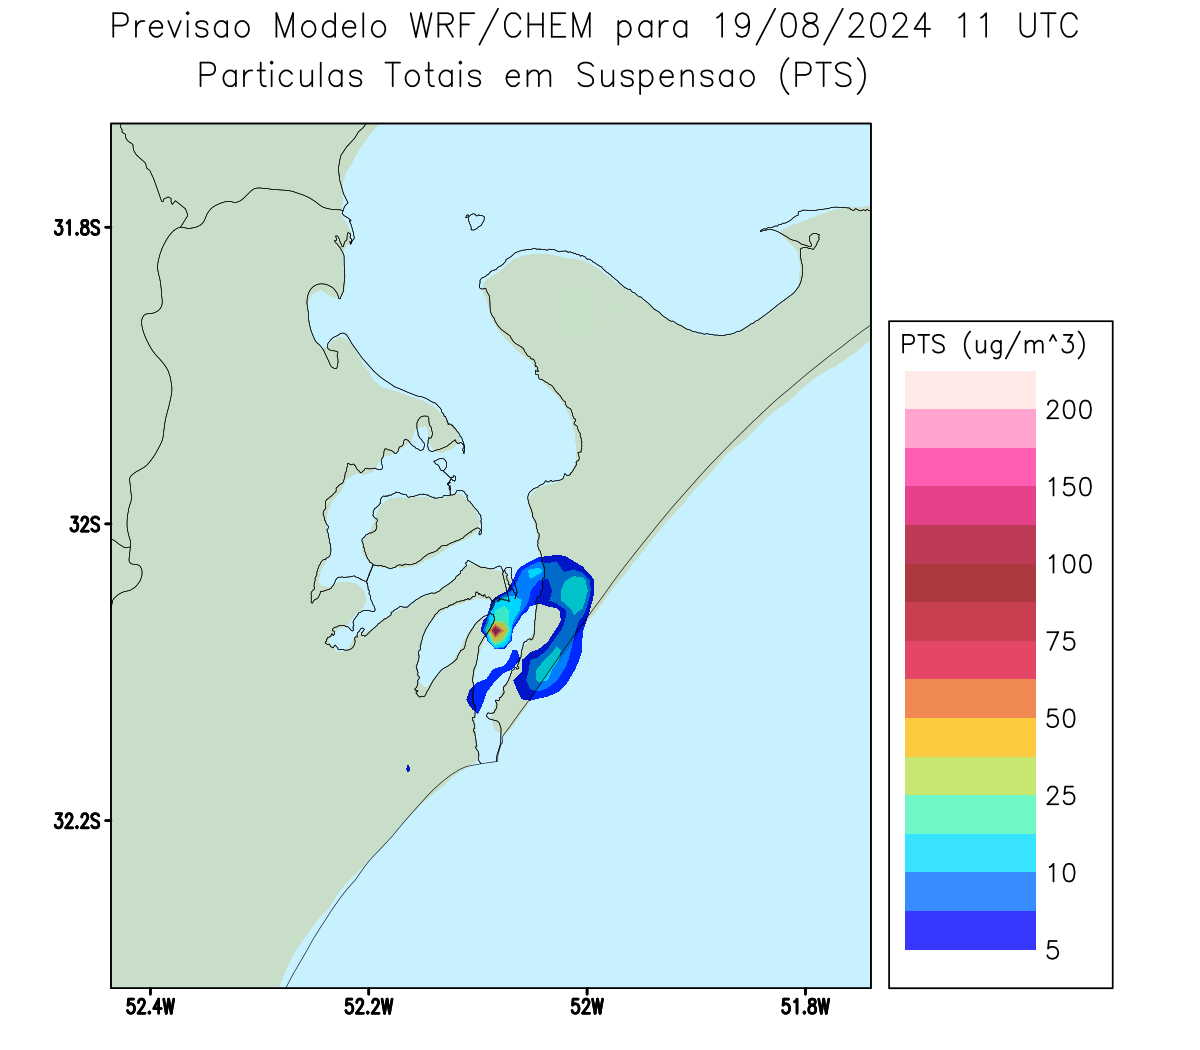 Previsao Modelo WRF/CHEM para 19/08/2024 11 UTC
Particulas Totais em Suspensao (PTS)
31.8S
32S
32.2S
52.4W
52.2W
52W
51.8W
PTS (ug/m^3)
200
150
100
75
50
25
10
5